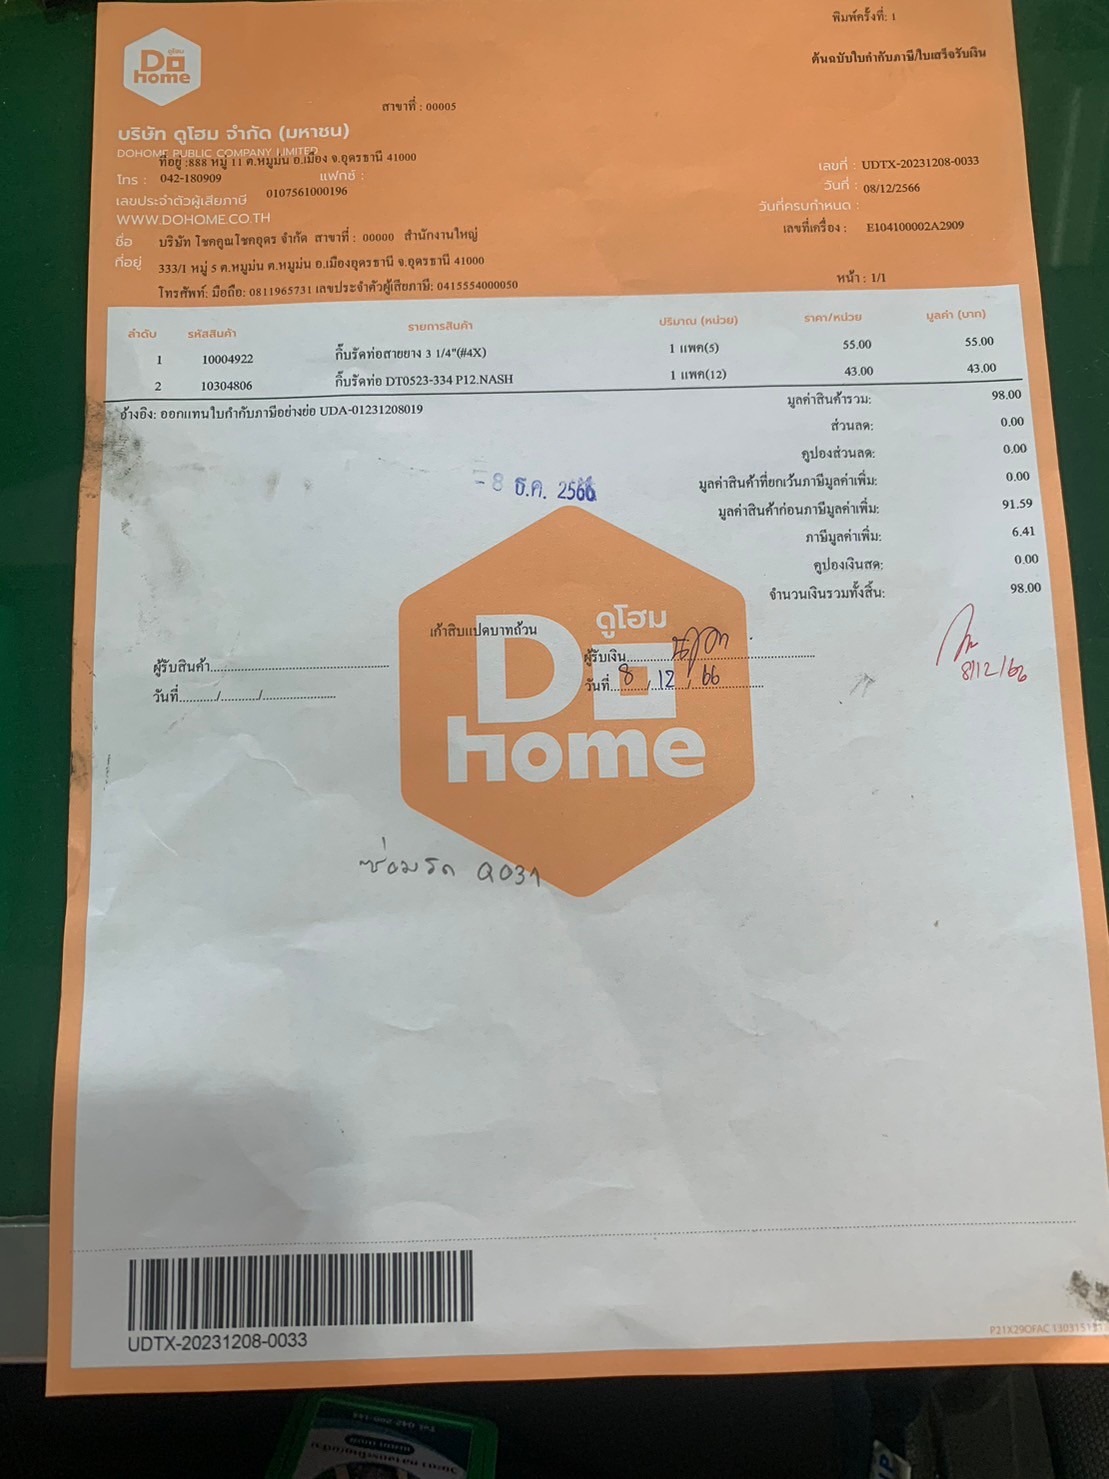 พิมพ์ครั้งที่: 1
ต้นฉบับใบกำกับภาษี/ใบเสร็จรับเงิน
ดูโฮม
Do
home
สาขาที่ : 00005
บริษัท ดูโฮม จำกัด (มหาชน)
DOHOME PUBLIC COMPANY LIMITED
ที่อยู่ :888 หมู่ 11 ต.หมูม่น อ.เมือง จ.อุดรธานี 41000
โทร : 042-180909 แฟกซ์ :
เลขประจำตัวผู้เสียภาษี 0107561000196
WWW.DOHOME.CO.TH
เลขที่ : UDTX-20231208-0033
วันที่ : 08/12/2566
วันที่ครบกำหนด :
เลขที่เครื่อง : E104100002A2909
ชื่อ บริษัท โชคคูณโชคอุดร จำกัด สาขาที่ : 00000 สำนักงานใหญ่
ที่อยู่ 333/1 หมู่ 5 ต.หมูม่น ต.หมูม่น อ.เมืองอุดรธานี จ.อุดรธานี 41000
โทรศัพท์: มือถือ: 0811965731 เลขประจำตัวผู้เสียภาษี: 0415554000050
หน้า : 1/1
ลำดับ รหัสสินค้า รายการสินค้า ปริมาณ (หน่วย) ราคา/หน่วย มูลค่า (บาท)
1 10004922 กิ๊บรัดท่อสายยาง 3 1/4"(#4X) 1 แพค(5) 55.00 55.00
2 10304806 กิ๊บรัดท่อ DT0523-334 P12.NASH 1 แพค(12) 43.00 43.00
อ้างอิง: ออกแทนใบกำกับภาษีอย่างย่อ UDA-01231208019
มูลค่าสินค้ารวม: 98.00
ส่วนลด: 0.00
คูปองส่วนลด: 0.00
มูลค่าสินค้าที่ยกเว้นภาษีมูลค่าเพิ่ม: 0.00
มูลค่าสินค้าก่อนภาษีมูลค่าเพิ่ม: 91.59
ภาษีมูลค่าเพิ่ม: 6.41
คูปองเงินสด: 0.00
จำนวนเงินรวมทั้งสิ้น: 98.00
- 8 ธ.ค. 2566
เก้าสิบแปดบาทถ้วน
ดูโฮม
Do
home
ผู้รับสินค้า
วันที่......../........../
ผู้รับเงิน
วันที่ 8 / 12 / 66
8/12/66
ซ่อมรถ Q031
UDTX-20231208-0033